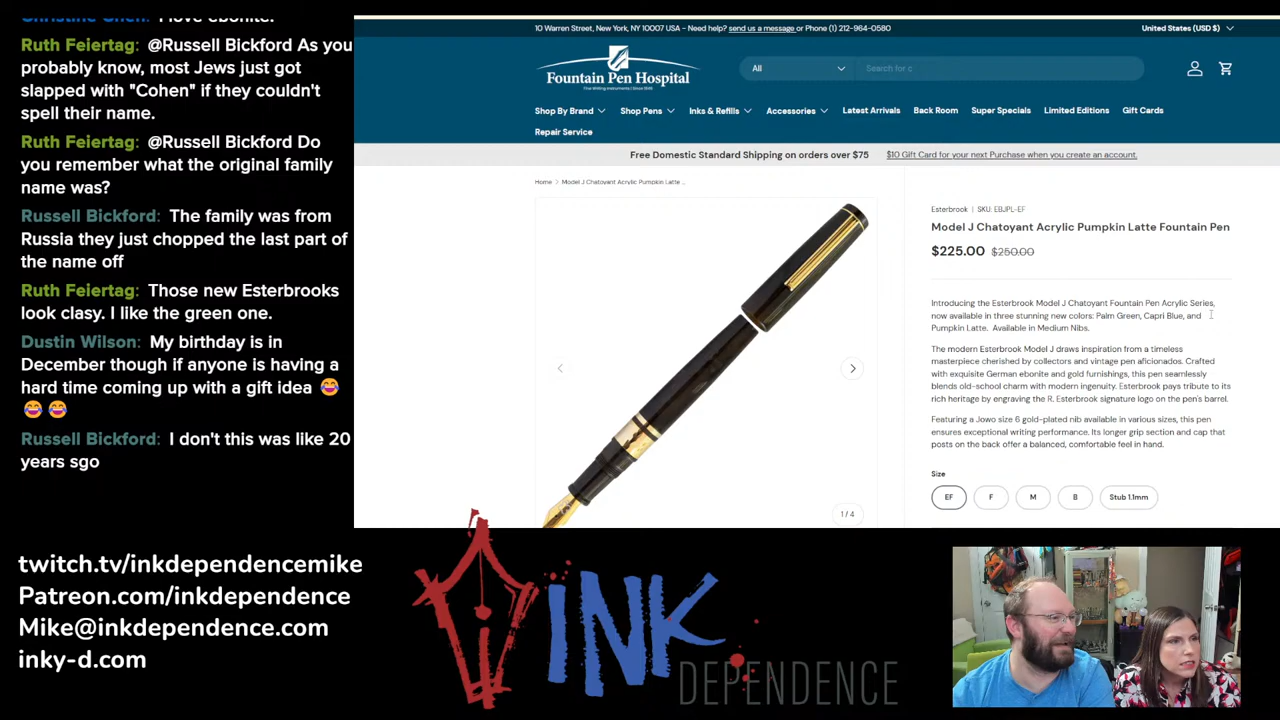 Christine Chen: I love ebonite.
Ruth Feiertag: @Russell Bickford As you
probably know, most Jews just got
slapped with "Cohen" if they couldn't
spell their name.
Ruth Feiertag: @Russell Bickford Do
you remember what the original family
name was?
Russell Bickford: The family was from
Russia they just chopped the last part of
the name off
Ruth Feiertag: Those new Esterbrooks
look clasy. I like the green one.
Dustin Wilson: My birthday is in
December though if anyone is having a
hard time coming up with a gift idea 😂
😂 😂
Russell Bickford: I don't this was like 20
years sgo
10 Warren Street, New York, NY 10007 USA - Need help? send us a message or Phone (1) 212-964-0580
United States (USD $)
Fountain Pen Hospital
Fine Writing Instruments | Since 1946
All
Search for c
Shop By Brand
Shop Pens
Inks & Refills
Accessories
Latest Arrivals
Back Room
Super Specials
Limited Editions
Gift Cards
Repair Service
Free Domestic Standard Shipping on orders over $75
$10 Gift Card for your next Purchase when you create an account.
Home > Model J Chatoyant Acrylic Pumpkin Latte ...
Esterbrook | SKU: EBJPL-EF
Model J Chatoyant Acrylic Pumpkin Latte Fountain Pen
$225.00 $250.00
Introducing the Esterbrook Model J Chatoyant Fountain Pen Acrylic Series,
now available in three stunning new colors: Palm Green, Capri Blue, and
Pumpkin Latte. Available in Medium Nibs.
The modern Esterbrook Model J draws inspiration from a timeless
masterpiece cherished by collectors and vintage pen aficionados. Crafted
with exquisite German ebonite and gold furnishings, this pen seamlessly
blends old-school charm with modern ingenuity. Esterbrook pays tribute to its
rich heritage by engraving the R. Esterbrook signature logo on the pen's barrel.
Featuring a Jowo size 6 gold-plated nib available in various sizes, this pen
ensures exceptional writing performance. Its longer grip section and cap that
posts on the back offer a balanced, comfortable feel in hand.
Size
EF
F
M
B
Stub 1.1mm
1 / 4
twitch.tv/inkdependencemike
Patreon.com/inkdependence
Mike@inkdependence.com
inky-d.com
INK
DEPENDENCE